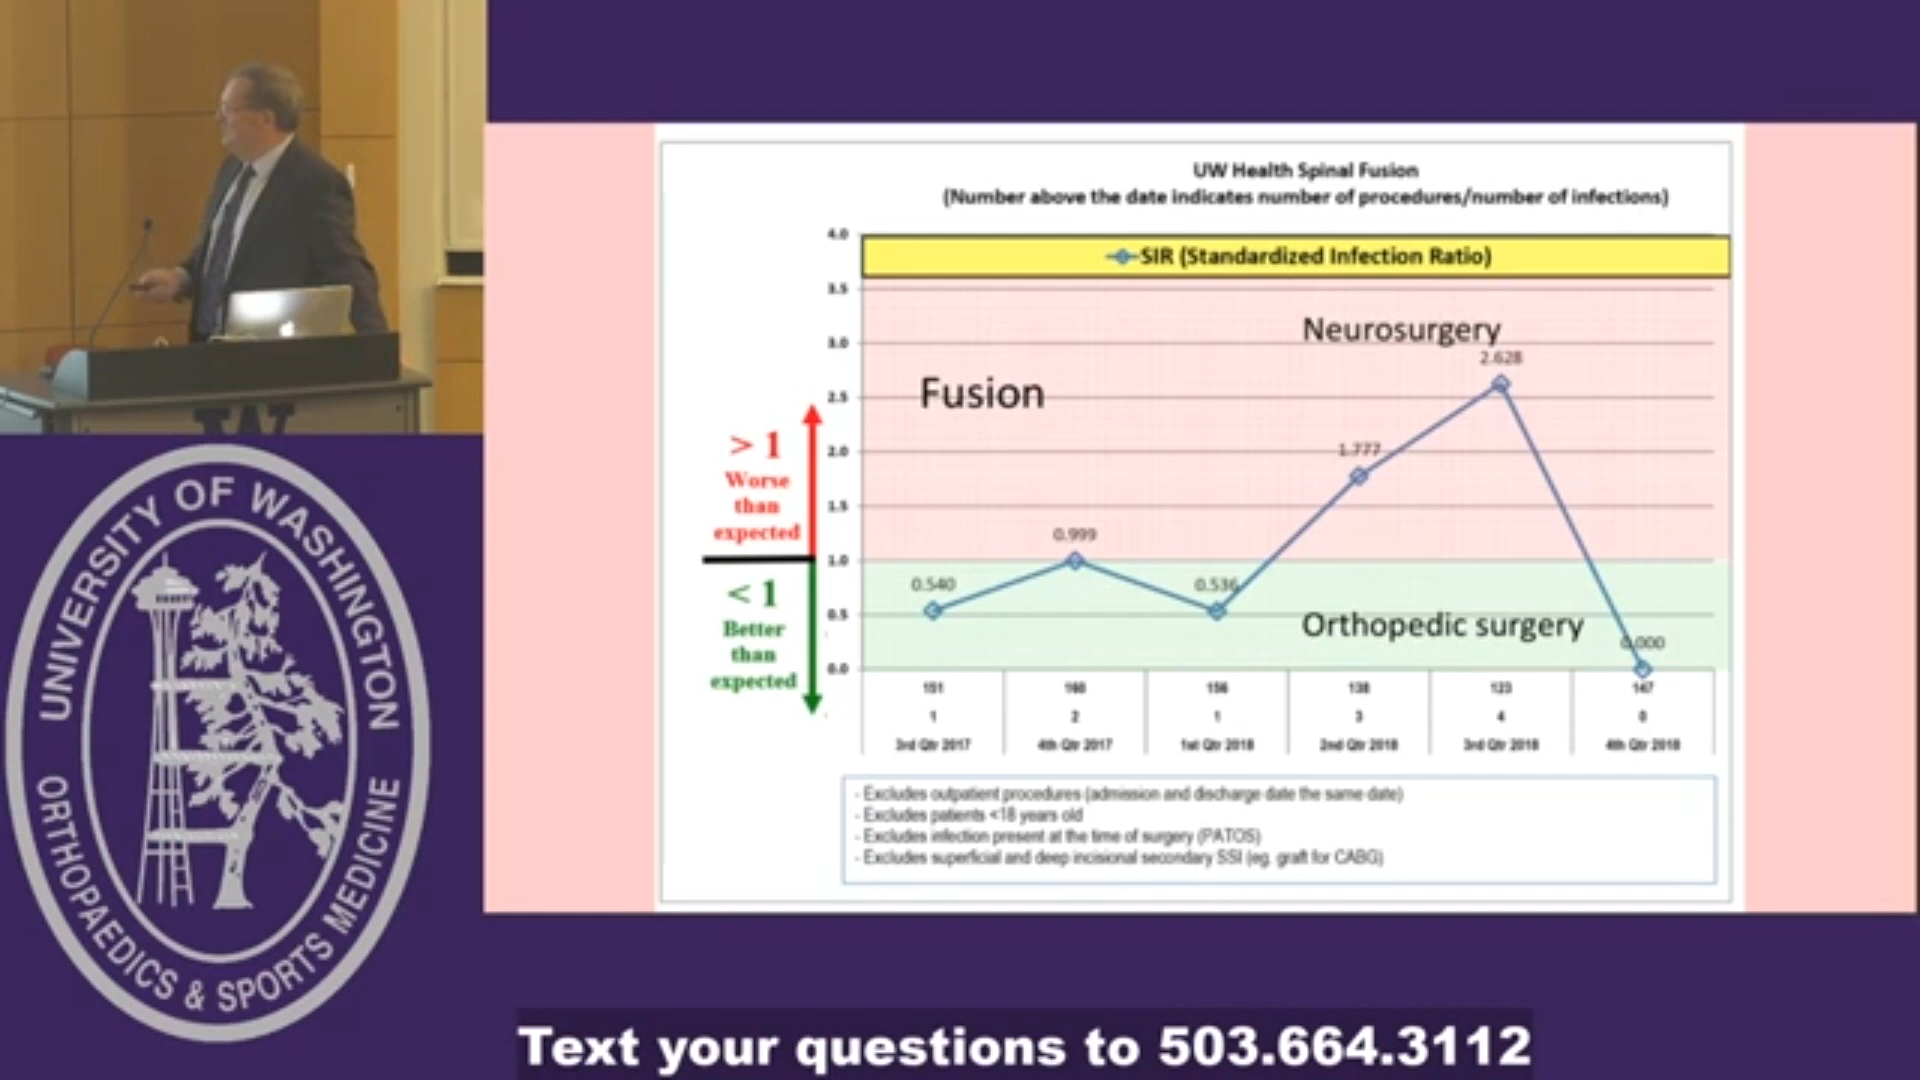 UW Health Spinal Fusion
(Number above the date indicates number of procedures/number of infections)
4.0
SIR (Standardized Infection Ratio)
3.5
3.0
2.5
2.0
1.5
1.0
0.5
0.0
Neurosurgery
Fusion
Orthopedic surgery
> 1
Worse
than
expected
< 1
Better
than
expected
0.540
0.999
0.536
1.777
2.628
0.000
151 160 156 138 123 147
1 2 1 3 4 0
3rd Qtr 2017 4th Qtr 2017 1st Qtr 2018 2nd Qtr 2018 3rd Qtr 2018 4th Qtr 2018
- Excludes outpatient procedures (admission and discharge date the same date)
- Excludes patients <18 years old
- Excludes infection present at the time of surgery (PATOS)
- Excludes superficial and deep incisional secondary SSI (eg. graft for CABG)
UNIVERSITY OF WASHINGTON
ORTHOPAEDICS & SPORTS MEDICINE
Text your questions to 503.664.3112